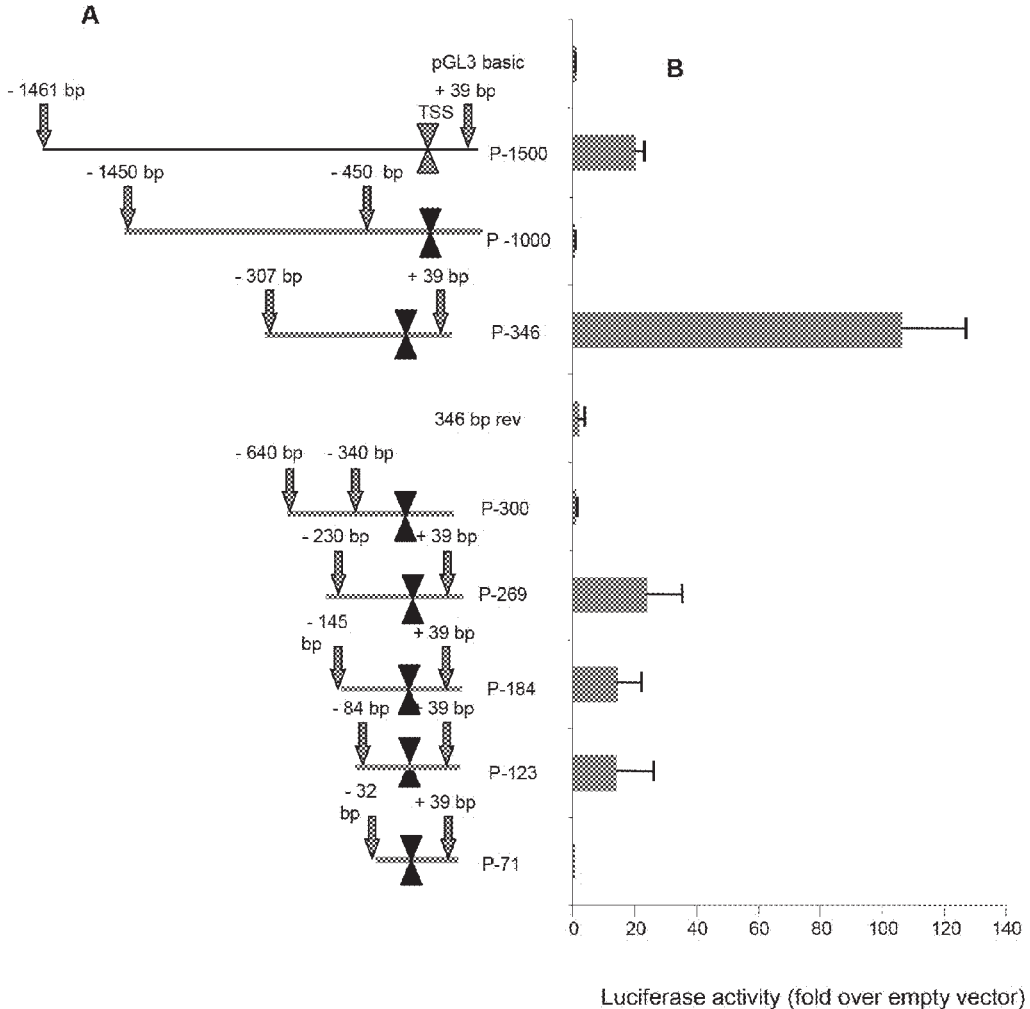 A
pGL3 basic
B
- 1461 bp
+ 39 bp
TSS
P-1500
- 1450 bp
- 450 bp
P -1000
- 307 bp
+ 39 bp
P-346
346 bp rev
- 640 bp
- 340 bp
P-300
- 230 bp
+ 39 bp
P-269
- 145
bp
+ 39 bp
P-184
- 84 bp
+ 39 bp
P-123
- 32
bp
+ 39 bp
P-71
0 20 40 60 80 100 120 140
Luciferase activity (fold over empty vector)